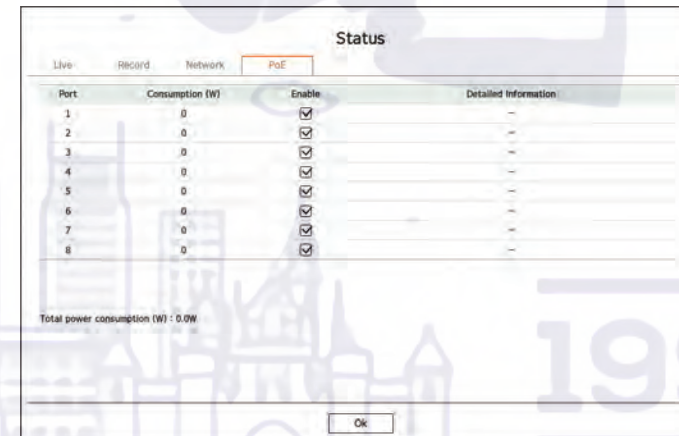 Status
Live Record Network PoE
Port Consumption (W) Enable Detailed Information
1 0 -
2 0 -
3 0 -
4 0 -
5 0 -
6 0 -
7 0 -
8 0 -
Total power consumption (W) : 0.0W
19
Ok